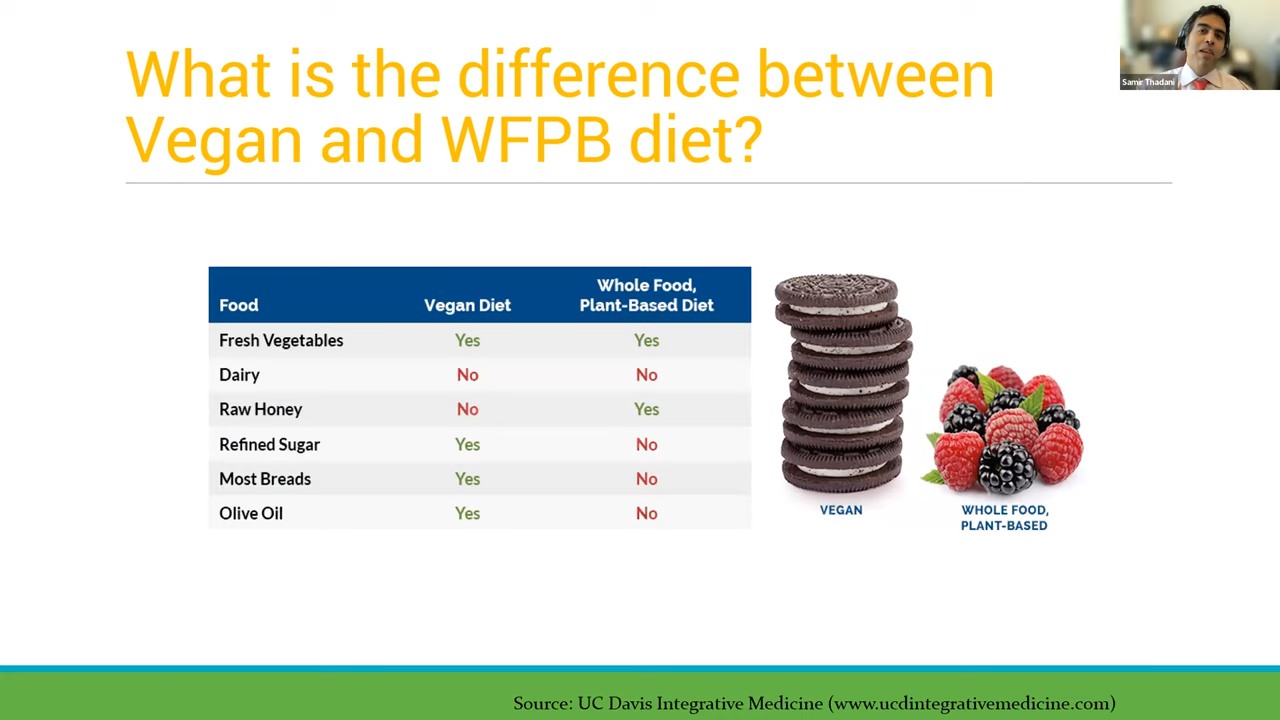 What is the difference between
Vegan and WFPB diet?
Samir Thadani
Food Vegan Diet Whole Food,
Plant-Based Diet
Fresh Vegetables Yes Yes
Dairy No No
Raw Honey No Yes
Refined Sugar Yes No
Most Breads Yes No
Olive Oil Yes No
VEGAN
WHOLE FOOD,
PLANT-BASED
Source: UC Davis Integrative Medicine (www.ucdintegrativemedicine.com)